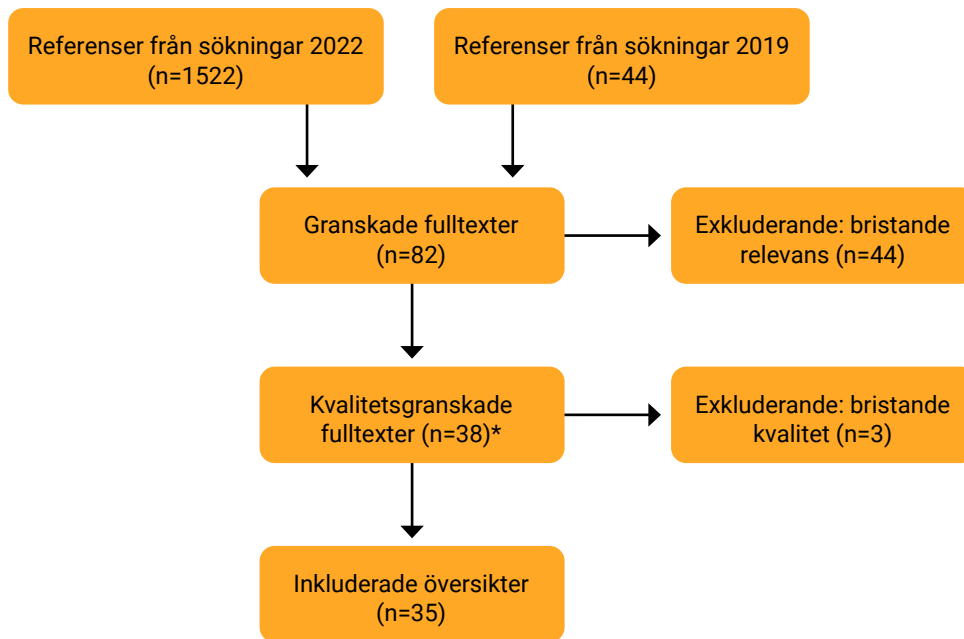 Referenser från sökningar 2022
(n=1522)
Referenser från sökningar 2019
(n=44)
Granskade fulltexter
(n=82)
Exkluderande: bristande
relevans (n=44)
Kvalitetsgranskade
fulltexter (n=38)*
Exkluderande: bristande
kvalitet (n=3)
Inkluderade översikter
(n=35)